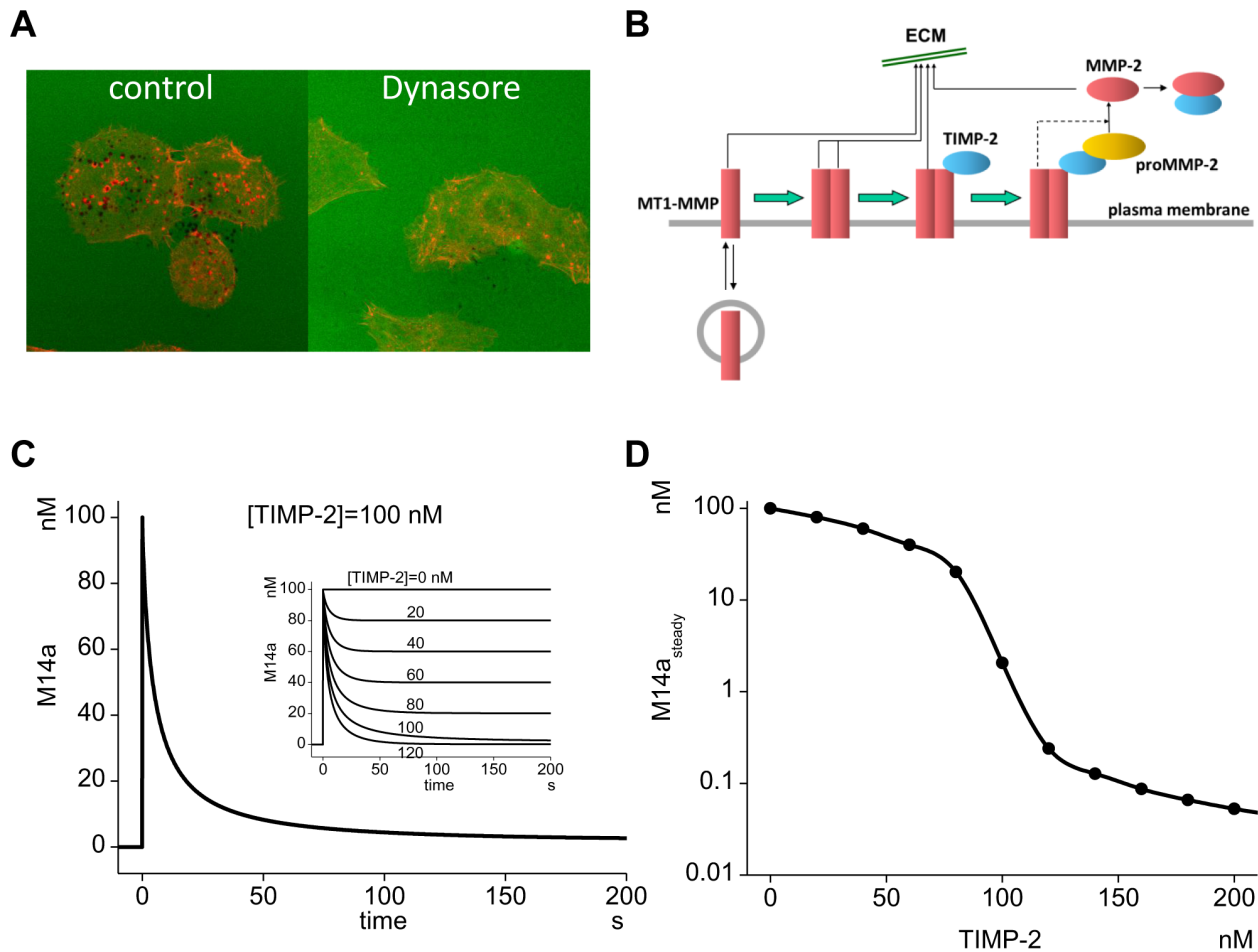 A
control
Dynasore
B
ECM
MMP-2
TIMP-2
proMMP-2
MT1-MMP
plasma membrane
C
[TIMP-2]=100 nM
nM
M14a
100
80
60
40
20
0
0
50
100
150
200
time
s
[TIMP-2]=0 nM
nM
M14a
100
80
60
40
20
0
20
40
60
80
100
120
0
50
100
150
200
time
s
D
nM
M14a steady
100
10
1
0.1
0.01
0
50
100
150
200
TIMP-2
nM